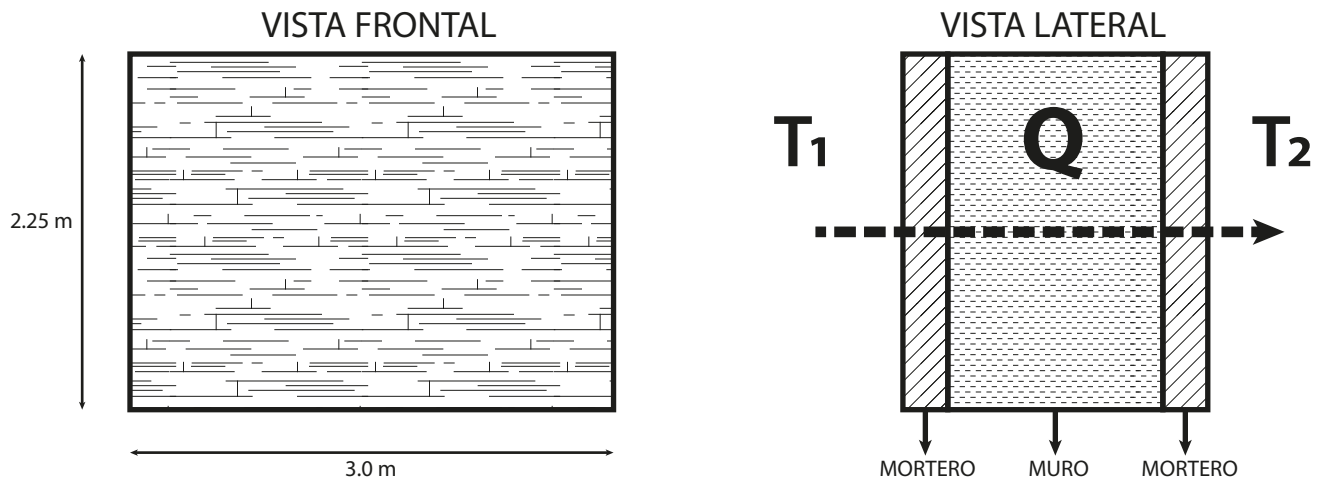 VISTA FRONTAL
2.25 m
3.0 m
VISTA LATERAL
T1
Q
T2
MORTERO
MURO
MORTERO